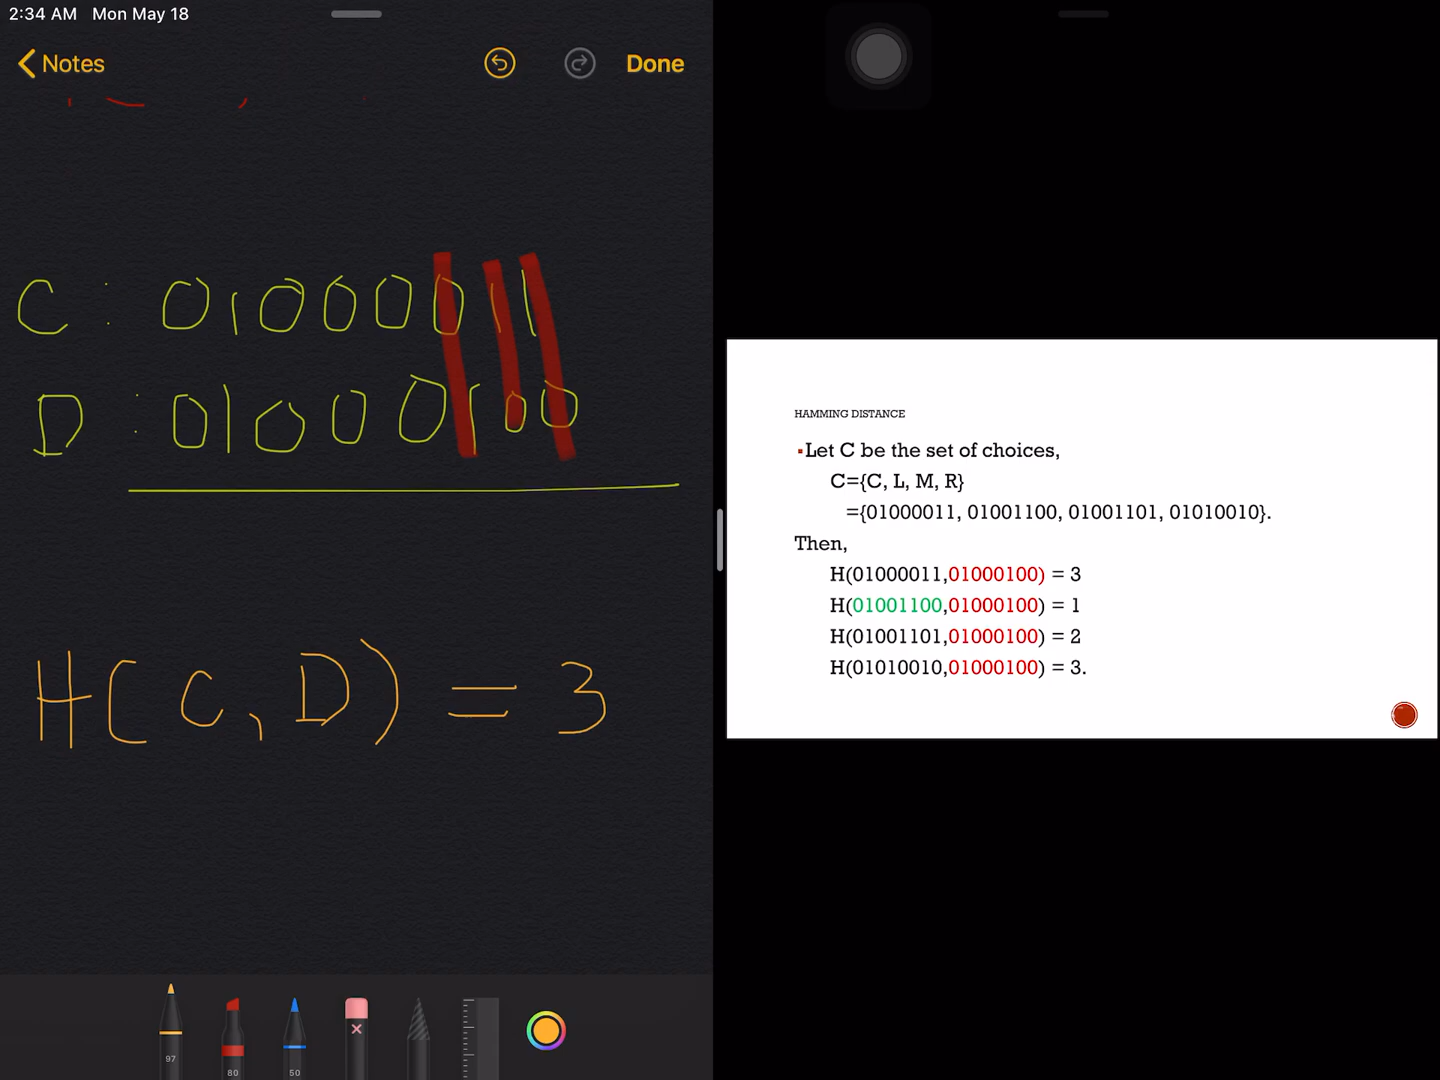 2:34 AM Mon May 18
Notes
Done
C : 01000011
D : 01000100
H(C,D) = 3
97
80
50
HAMMING DISTANCE
▪Let C be the set of choices,
C={C, L, M, R}
={01000011, 01001100, 01001101, 01010010}.
Then,
H(01000011,01000100) = 3
H(01001100,01000100) = 1
H(01001101,01000100) = 2
H(01010010,01000100) = 3.